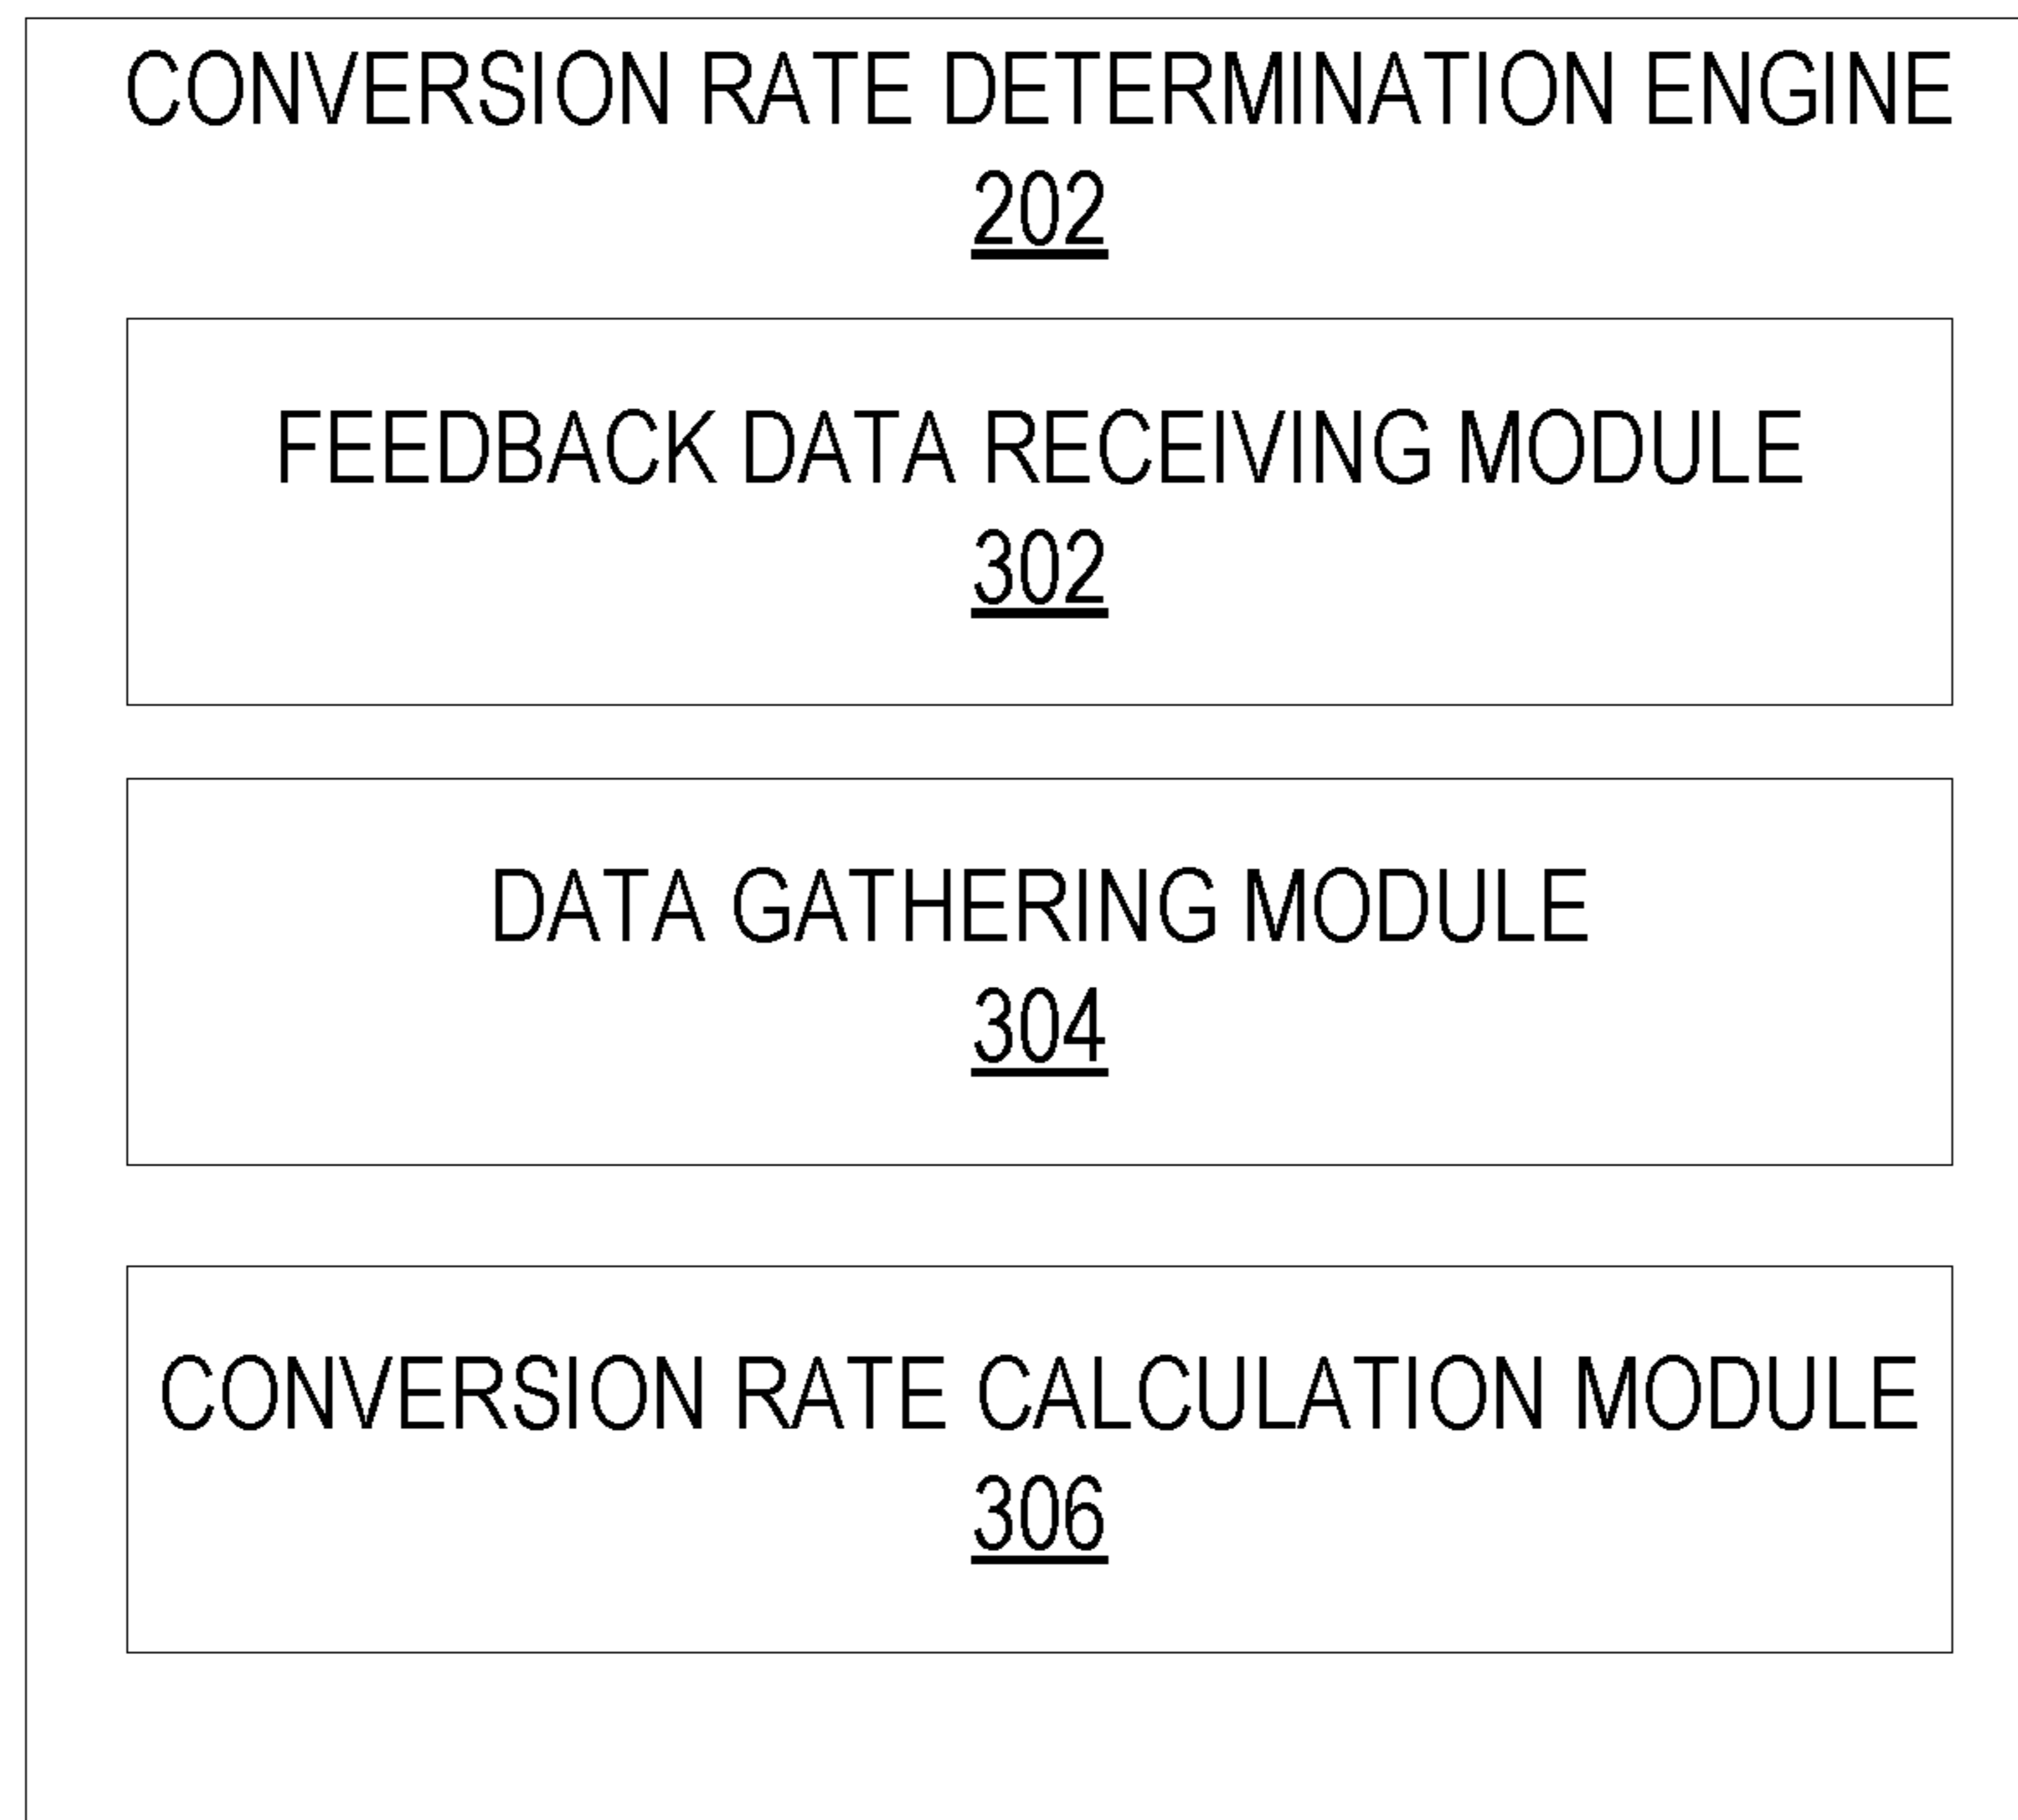 CONVERSION RATE DETERMINATION ENGINE
202
FEEDBACK DATA RECEIVING MODULE
302
DATA GATHERING MODULE
304
CONVERSION RATE CALCULATION MODULE
306